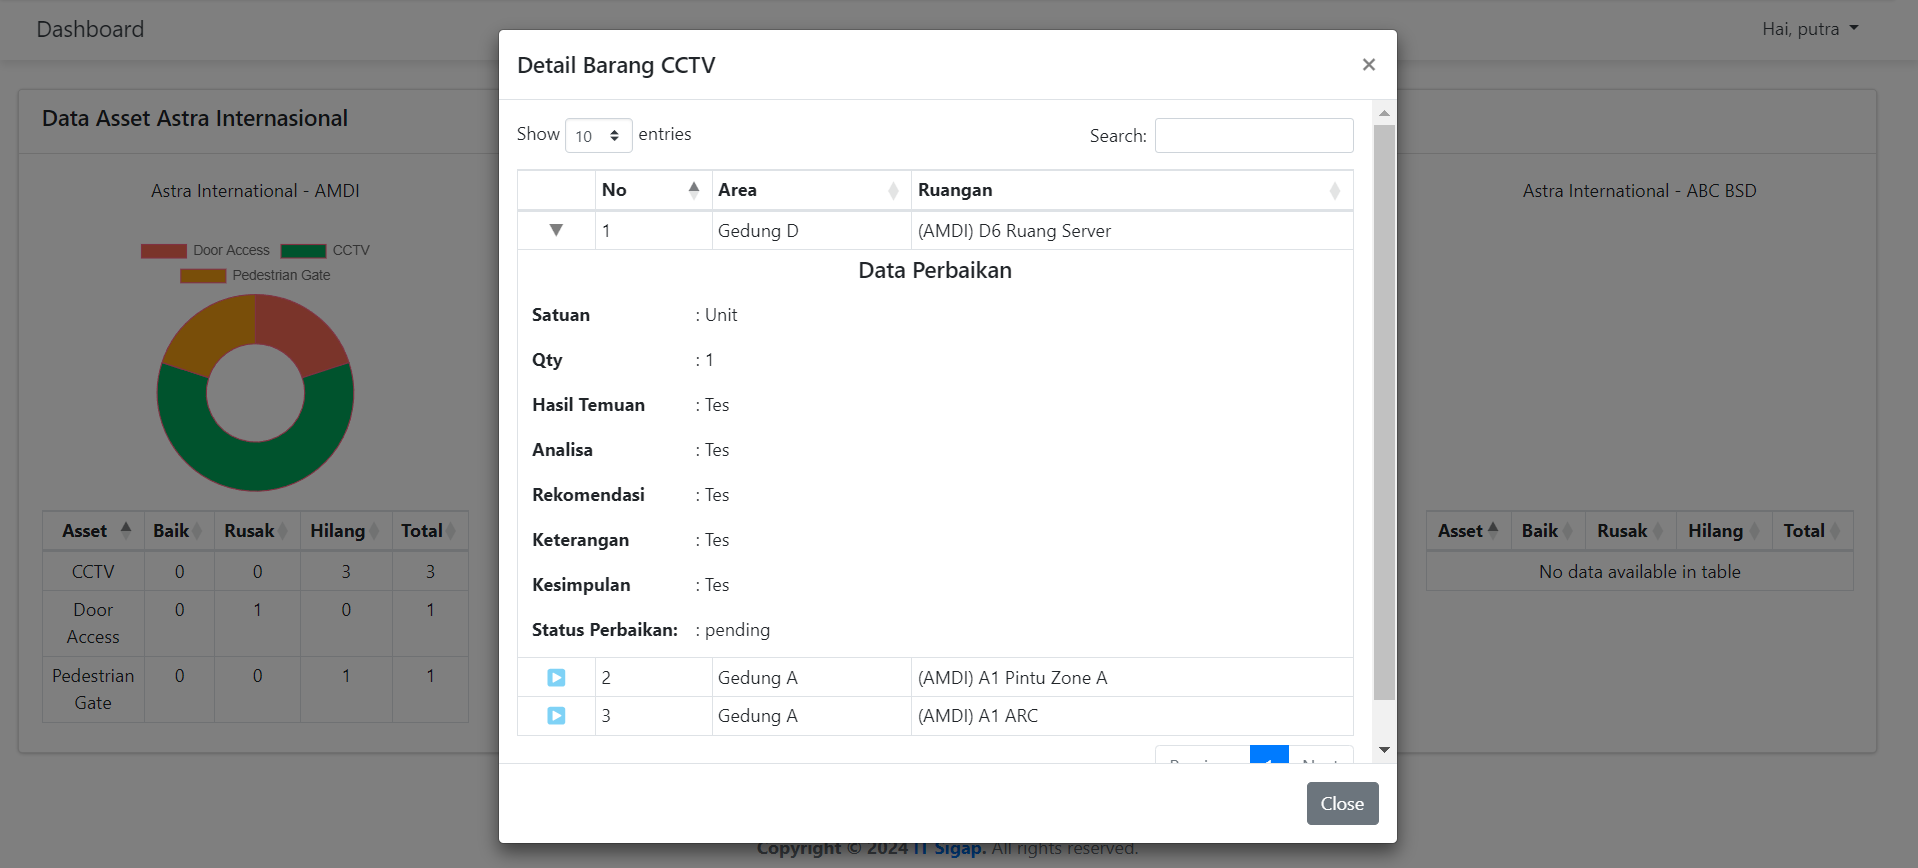 Dashboard
Hai, putra
Data Asset Astra Internasional
Astra International - AMDI
Door Access CCTV
Pedestrian Gate
Asset Baik Rusak Hilang Total
CCTV 0 0 3 3
Door Access 0 1 0 1
Pedestrian Gate 0 0 1 1
Detail Barang CCTV
×
Show 10 entries
Search:
No Area Ruangan
1 Gedung D (AMDI) D6 Ruang Server
Data Perbaikan
Satuan : Unit
Qty : 1
Hasil Temuan : Tes
Analisa : Tes
Rekomendasi : Tes
Keterangan : Tes
Kesimpulan : Tes
Status Perbaikan: : pending
2 Gedung A (AMDI) A1 Pintu Zone A
3 Gedung A (AMDI) A1 ARC
Close
Astra International - ABC BSD
Asset Baik Rusak Hilang Total
No data available in table
Copyright © 2024 IT Sigap. All rights reserved.